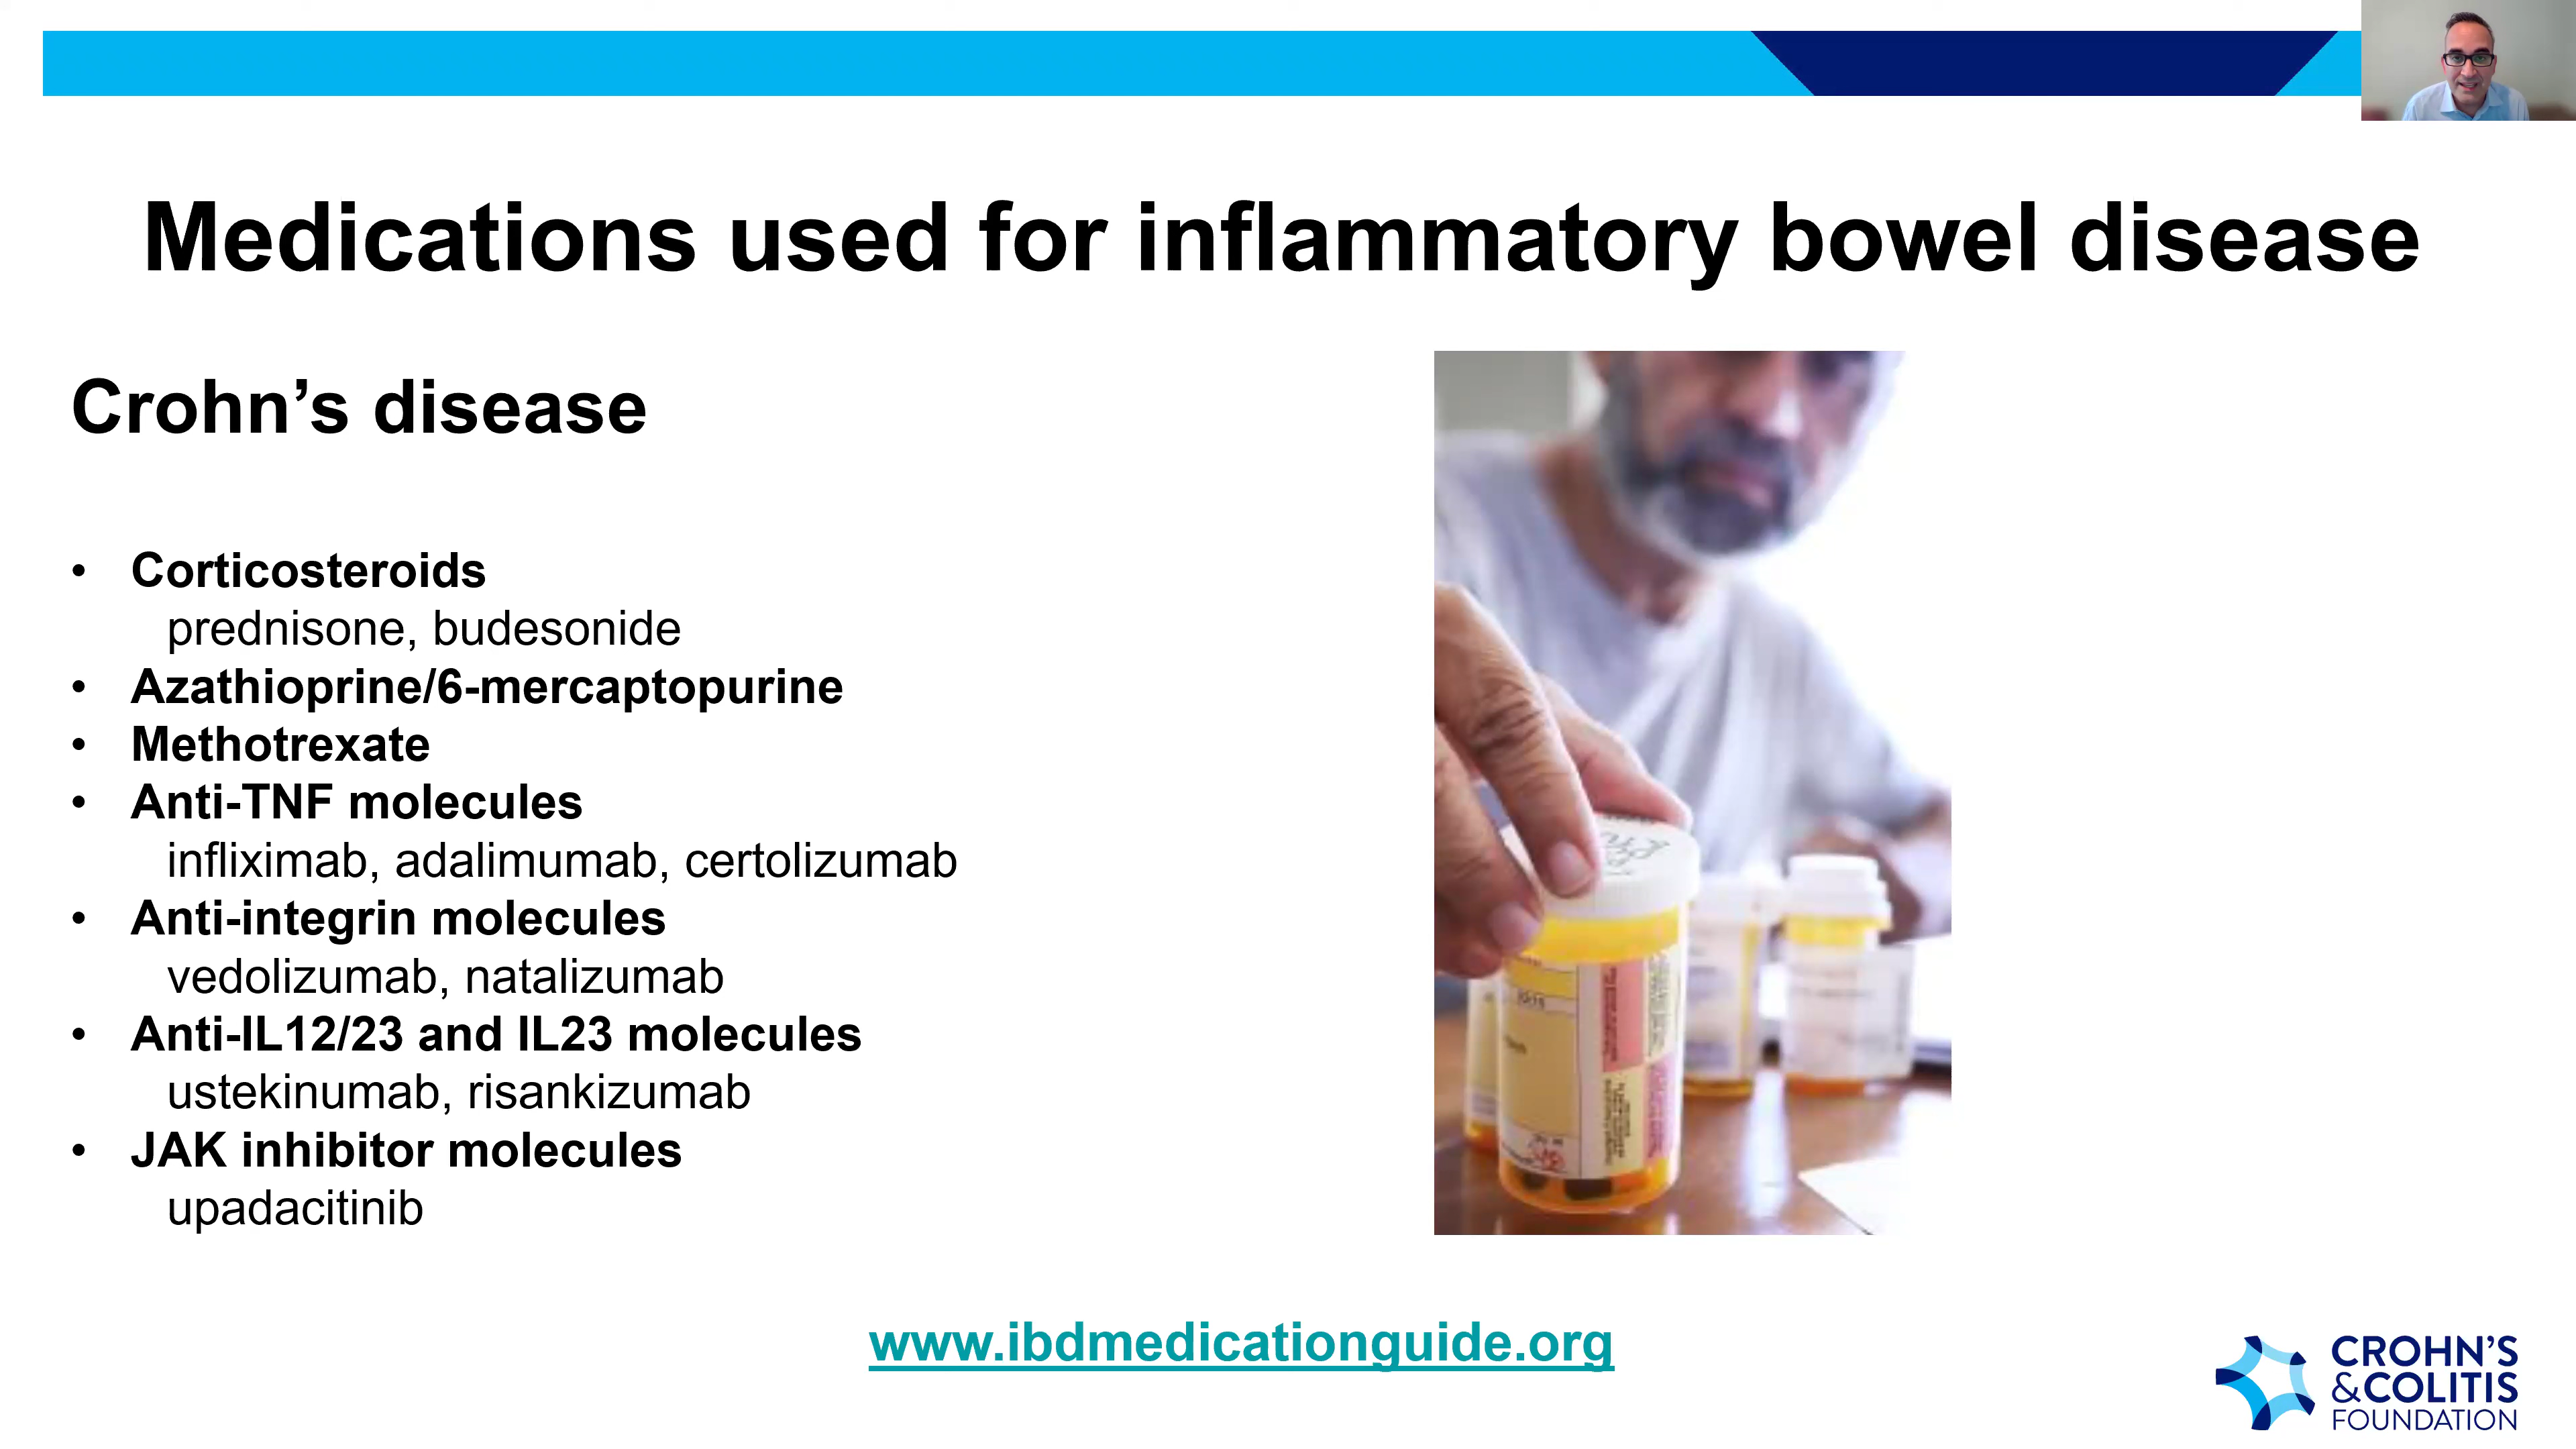 Medications used for inflammatory bowel disease
Crohn’s disease
• Corticosteroids
prednisone, budesonide
• Azathioprine/6-mercaptopurine
• Methotrexate
• Anti-TNF molecules
infliximab, adalimumab, certolizumab
• Anti-integrin molecules
vedolizumab, natalizumab
• Anti-IL12/23 and IL23 molecules
ustekinumab, risankizumab
• JAK inhibitor molecules
upadacitinib
www.ibdmedicationguide.org
CROHN’S
&COLITIS
FOUNDATION